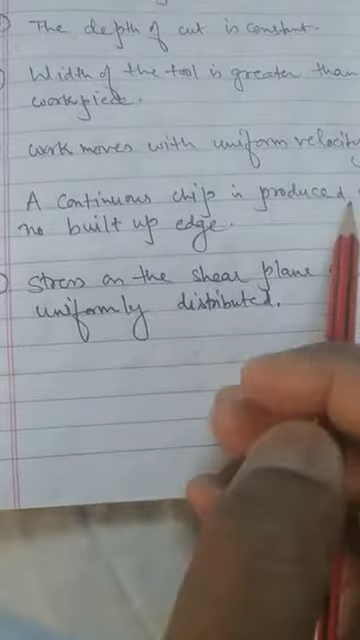 The depth of cut is constant.
Width of the tool is greater than
workpiece.
work moves with uniform velocity
A continuous chip is produced,
no built up edge.
Stress on the shear plane
uniformly distributed.